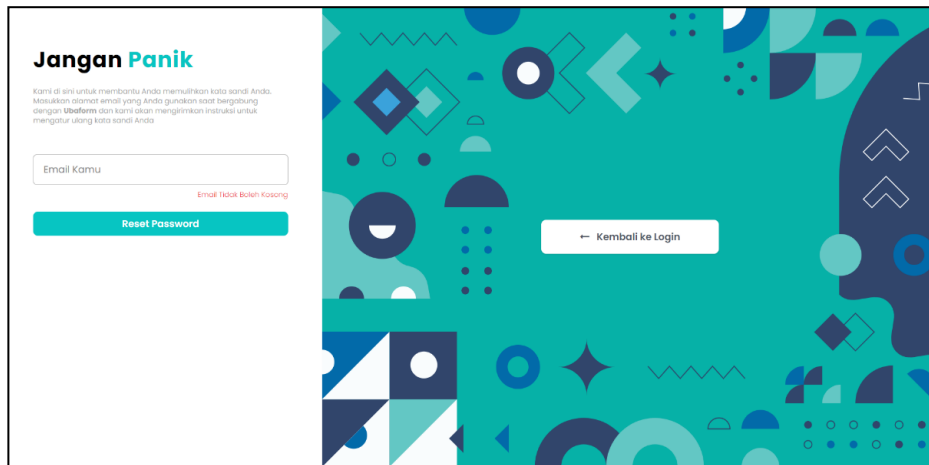 Jangan Panik
Kami di sini untuk membantu Anda memulihkan kata sandi Anda.
Masukkan alamat email yang Anda gunakan saat bergabung
dengan Ubaform dan kami akan mengirimkan instruksi untuk
mengatur ulang kata sandi Anda
Email Kamu
Email Tidak Boleh Kosong
Reset Password
← Kembali ke Login